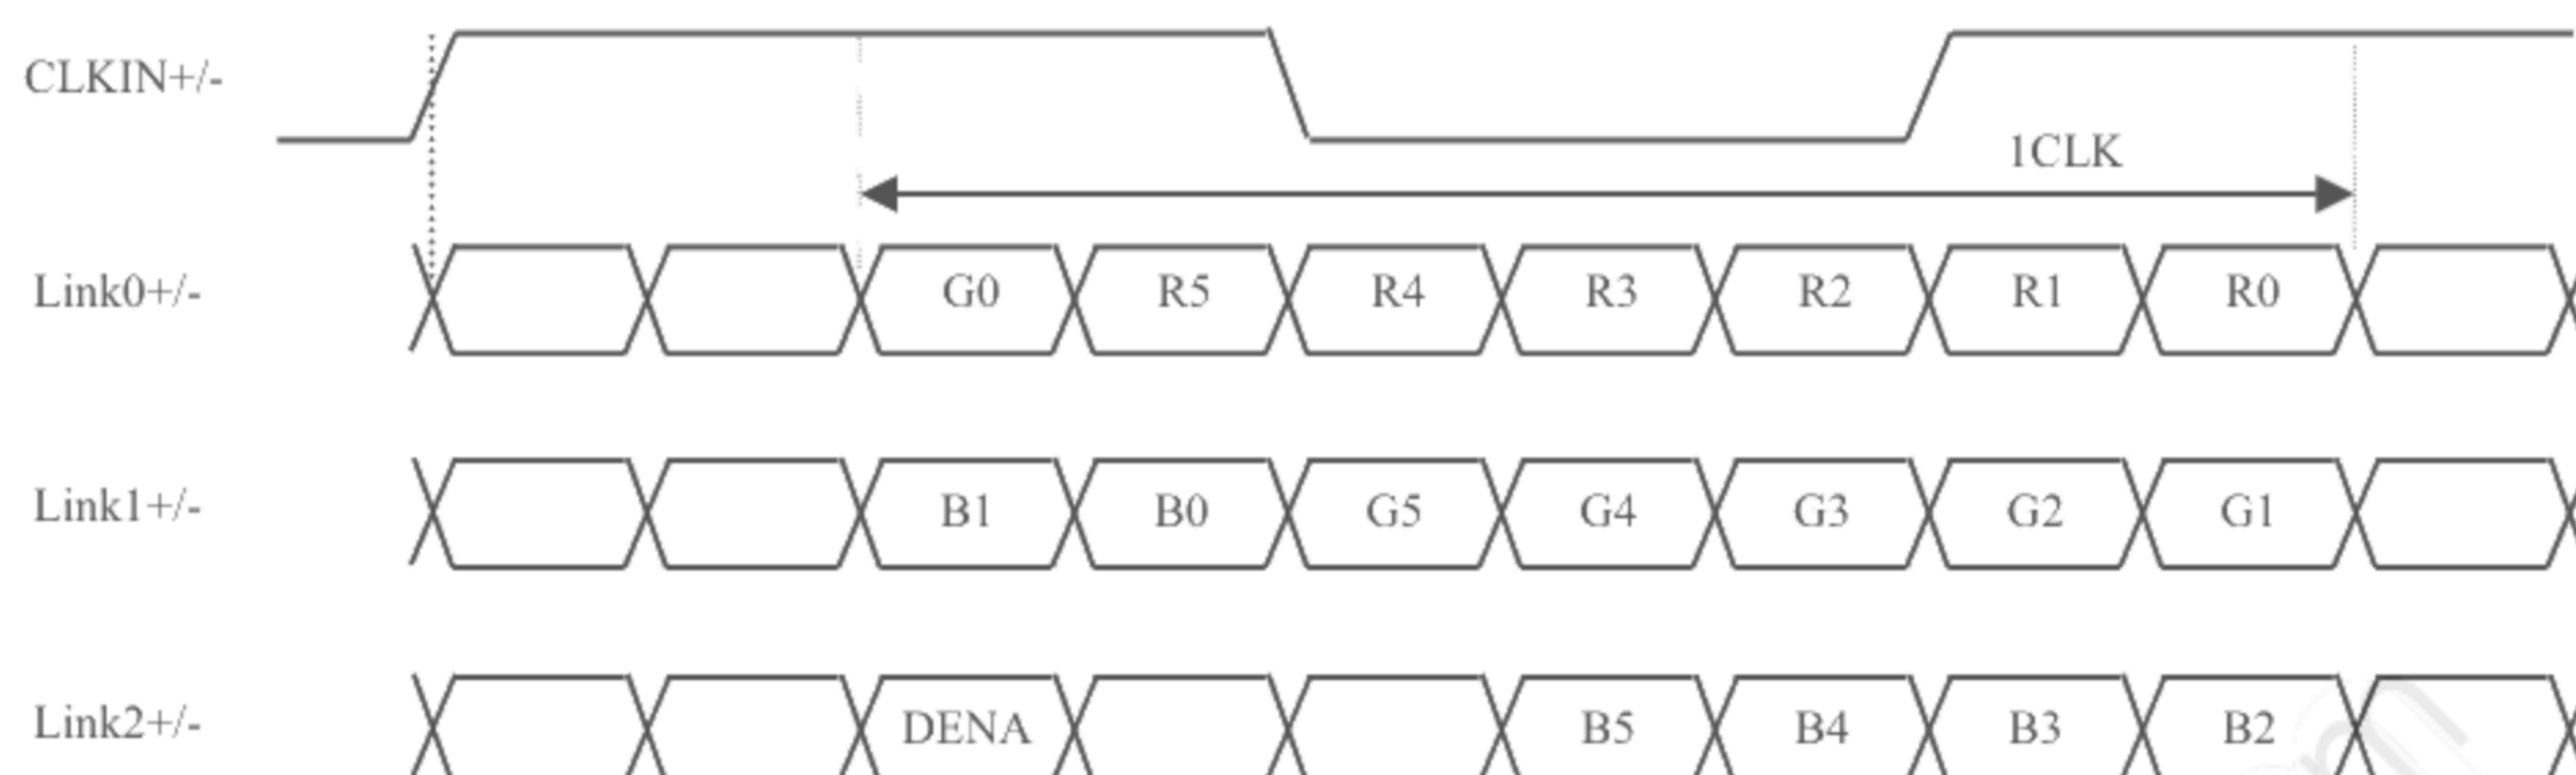 CLKIN+/-
1CLK
Link0+/- G0 R5 R4 R3 R2 R1 R0
Link1+/- B1 B0 G5 G4 G3 G2 G1
Link2+/- DENA B5 B4 B3 B2